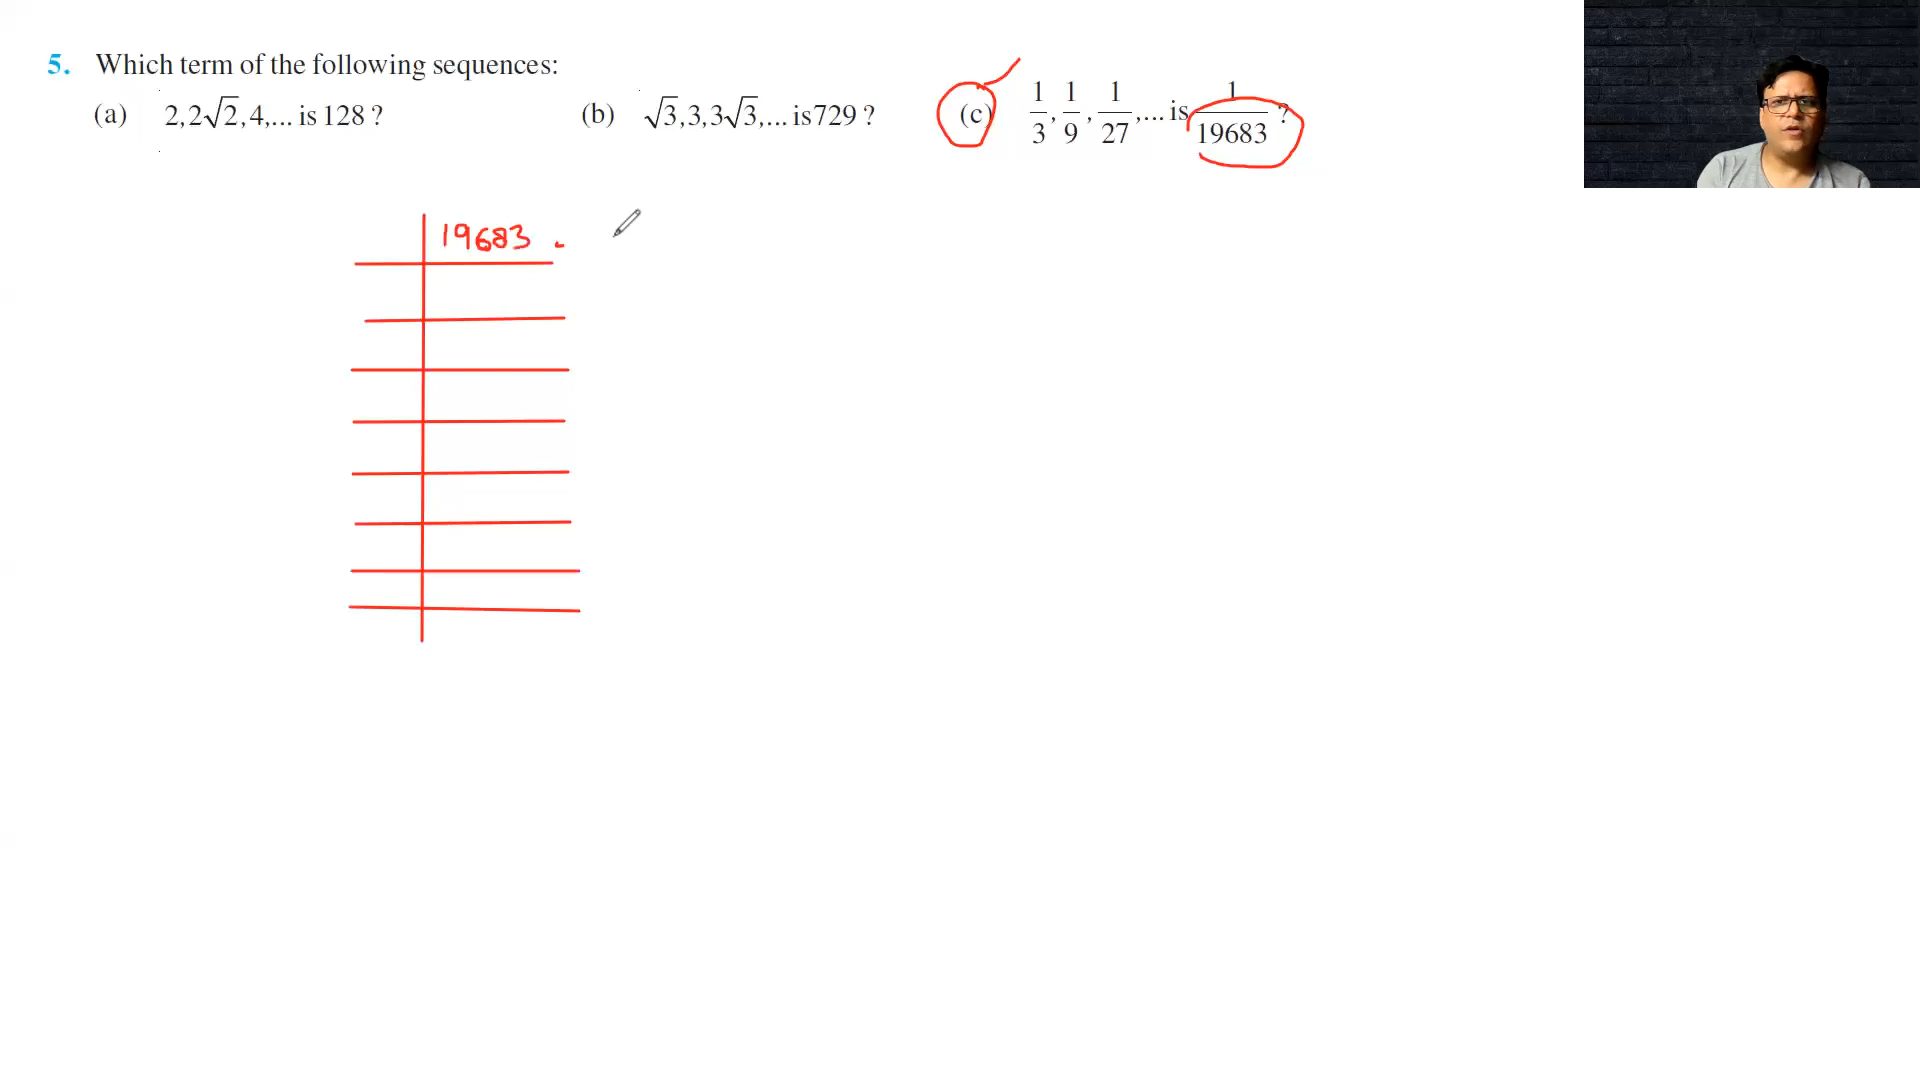 5. Which term of the following sequences:
(a) 2,2√2,4,... is 128 ? (b) √3,3,3√3,... is 729 ? (c) 1/3, 1/9, 1/27,... is 1/19683 ?
19683